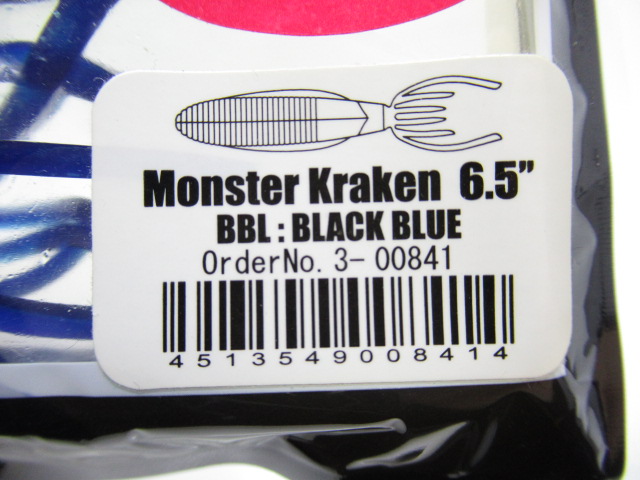 Monster Kraken 6.5”
BBL : BLACK BLUE
OrderNo. 3-00841
4513549008414